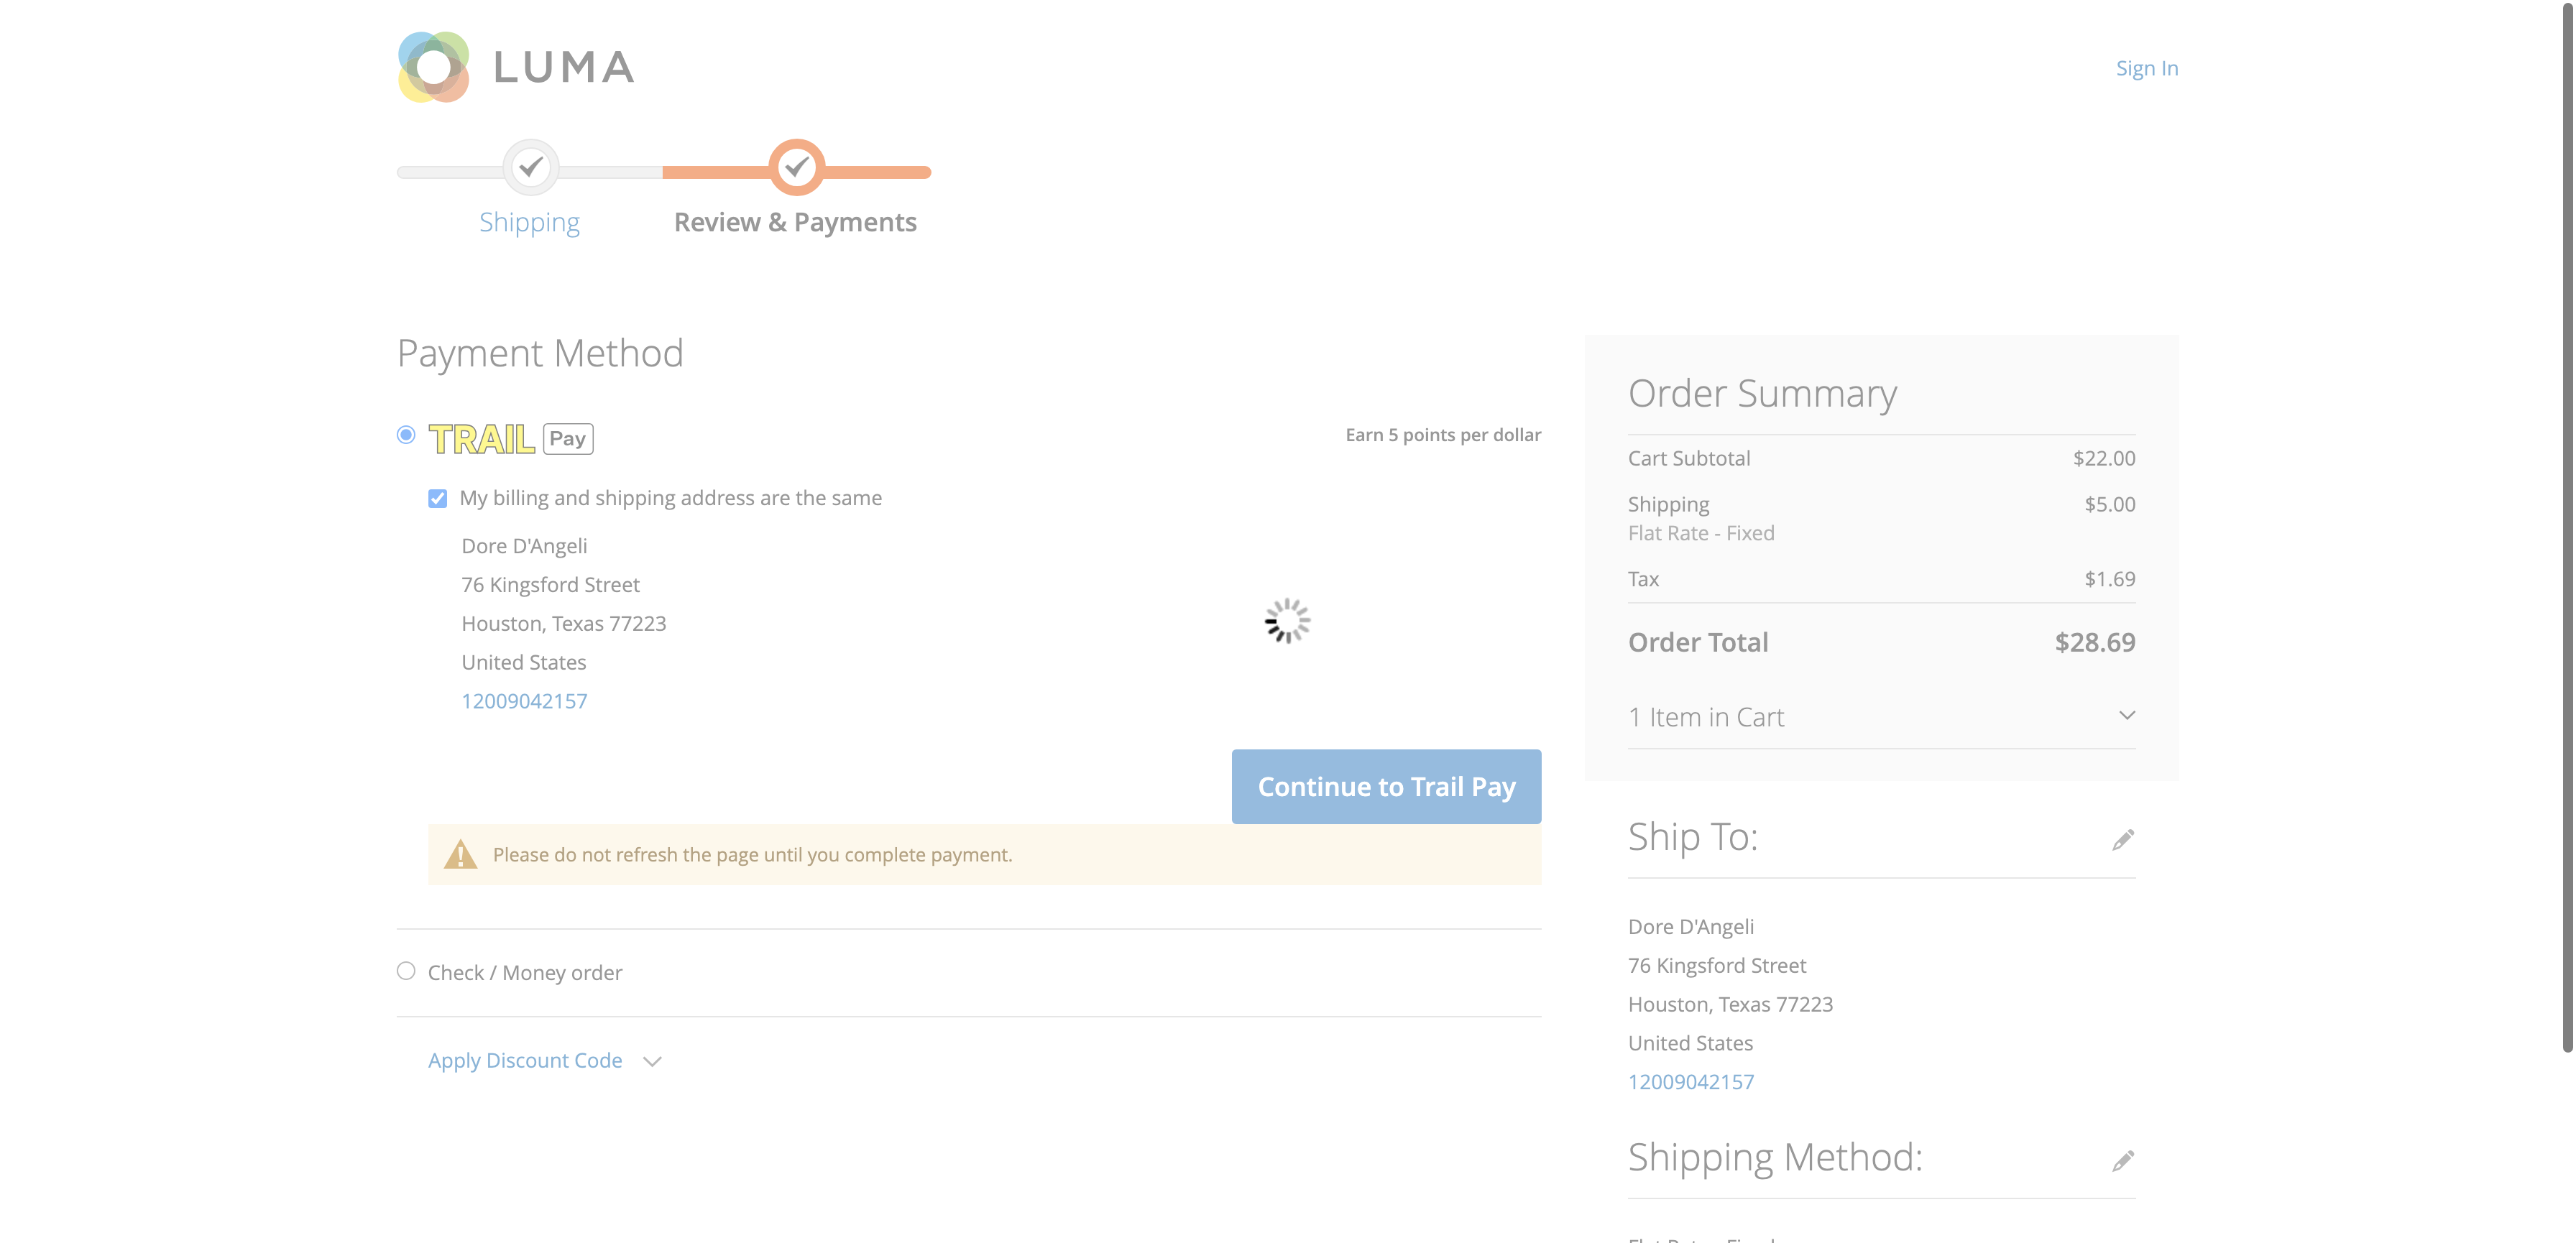 LUMA
Sign In
Shipping
Review & Payments
Payment Method
TRAIL Pay
Earn 5 points per dollar
My billing and shipping address are the same
Dore D'Angeli
76 Kingsford Street
Houston, Texas 77223
United States
12009042157
Continue to Trail Pay
Please do not refresh the page until you complete payment.
Check / Money order
Apply Discount Code
Order Summary
Cart Subtotal $22.00
Shipping $5.00
Flat Rate - Fixed
Tax $1.69
Order Total $28.69
1 Item in Cart
Ship To:
Dore D'Angeli
76 Kingsford Street
Houston, Texas 77223
United States
12009042157
Shipping Method: